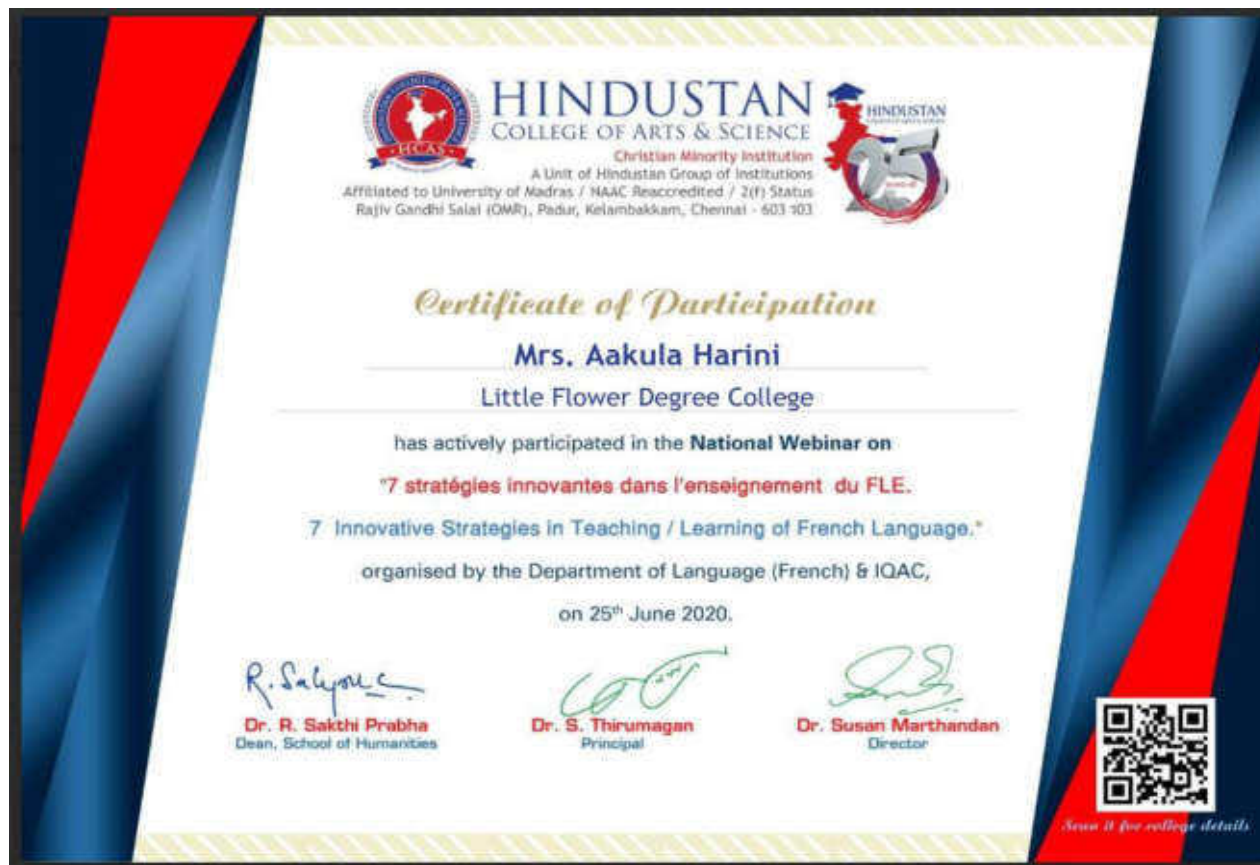 HINDUSTAN
COLLEGE OF ARTS & SCIENCE
Christian Minority Institution
A Unit of Hindustan Group of Institutions
Affiliated to University of Madras / NAAC Reaccredited / 2(f) Status
Rajiv Gandhi Salai (OMR), Padur, Kelambakkam, Chennai - 603 103
HCAS
HINDUSTAN
25
Certificate of Participation
Mrs. Aakula Harini
Little Flower Degree College
has actively participated in the National Webinar on
"7 stratégies innovantes dans l'enseignement du FLE.
7 Innovative Strategies in Teaching / Learning of French Language."
organised by the Department of Language (French) & IQAC,
on 25th June 2020.
Dr. R. Sakthi Prabha
Dean, School of Humanities
Dr. S. Thirumagan
Principal
Dr. Susan Marthandan
Director
Scan it for college details